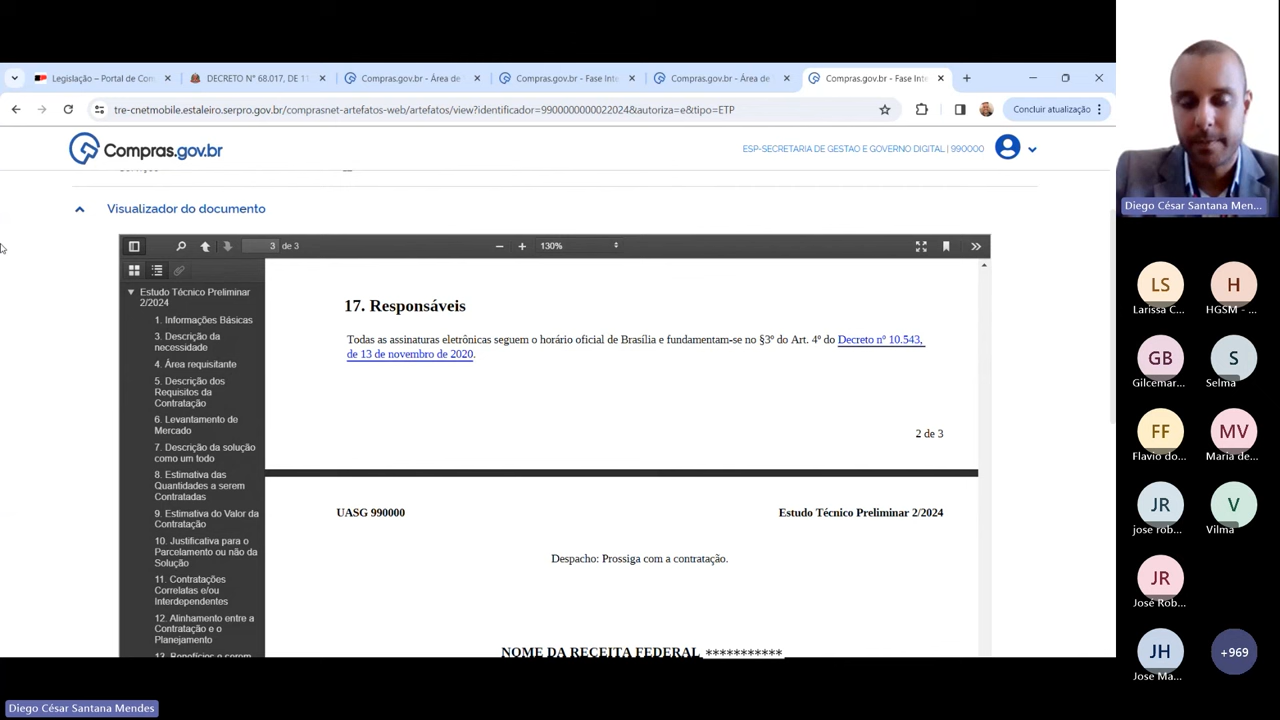 Legislação – Portal de Con
DECRETO N° 68.017, DE 1
Compras.gov.br - Área de
Compras.gov.br - Fase Inte
Compras.gov.br - Área de
Compras.gov.br - Fase Inte
tre-cnetmobile.estaleiro.serpro.gov.br/comprasnet-artefatos-web/artefatos/view?identificador=9900000000022024&autoriza=e&tipo=ETP
Concluir atualização
Compras.gov.br
ESP-SECRETARIA DE GESTAO E GOVERNO DIGITAL | 990000
Visualizador do documento
3 de 3
130%
Estudo Técnico Preliminar
2/2024
1. Informações Básicas
3. Descrição da
necessidade
4. Área requisitante
5. Descrição dos
Requisitos da
Contratação
6. Levantamento de
Mercado
7. Descrição da solução
como um todo
8. Estimativa das
Quantidades a serem
Contratadas
9. Estimativa do Valor da
Contratação
10. Justificativa para o
Parcelamento ou não da
Solução
11. Contratações
Correlatas e/ou
Interdependentes
12. Alinhamento entre a
Contratação e o
Planejamento
17. Responsáveis
Todas as assinaturas eletrônicas seguem o horário oficial de Brasília e fundamentam-se no §3º do Art. 4º do Decreto nº 10.543,
de 13 de novembro de 2020.
2 de 3
UASG 990000
Estudo Técnico Preliminar 2/2024
Despacho: Prossiga com a contratação.
NOME DA RECEITA FEDERAL ***********
Diego César Santana Men...
LS
Larissa C...
H
HGSM - ...
GB
Gilcemar...
S
Selma
FF
Flavio do...
MV
Maria de...
JR
jose rob...
V
Vilma
JR
José Rob...
JH
Jose Ma...
+969
Diego César Santana Mendes